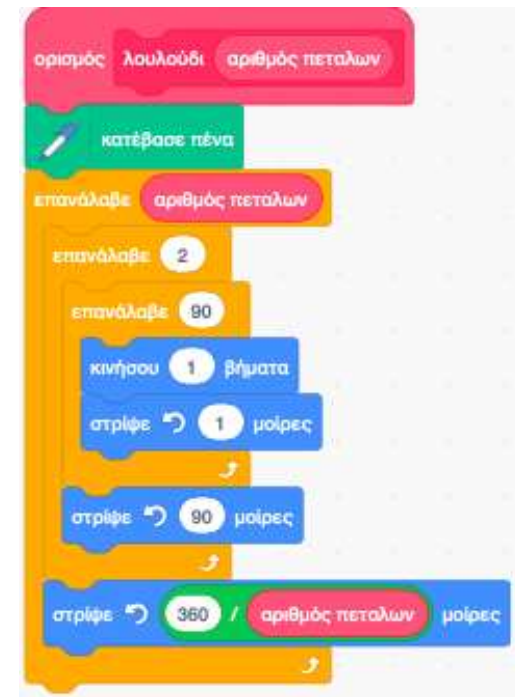 ορισμός λουλούδι αριθμός πεταλων
κατέβασε πένα
επανάλαβε αριθμός πεταλων
επανάλαβε 2
επανάλαβε 90
κινήσου 1 βήματα
στρίψε 1 μοίρες
στρίψε 90 μοίρες
στρίψε 360 / αριθμός πεταλων μοίρες